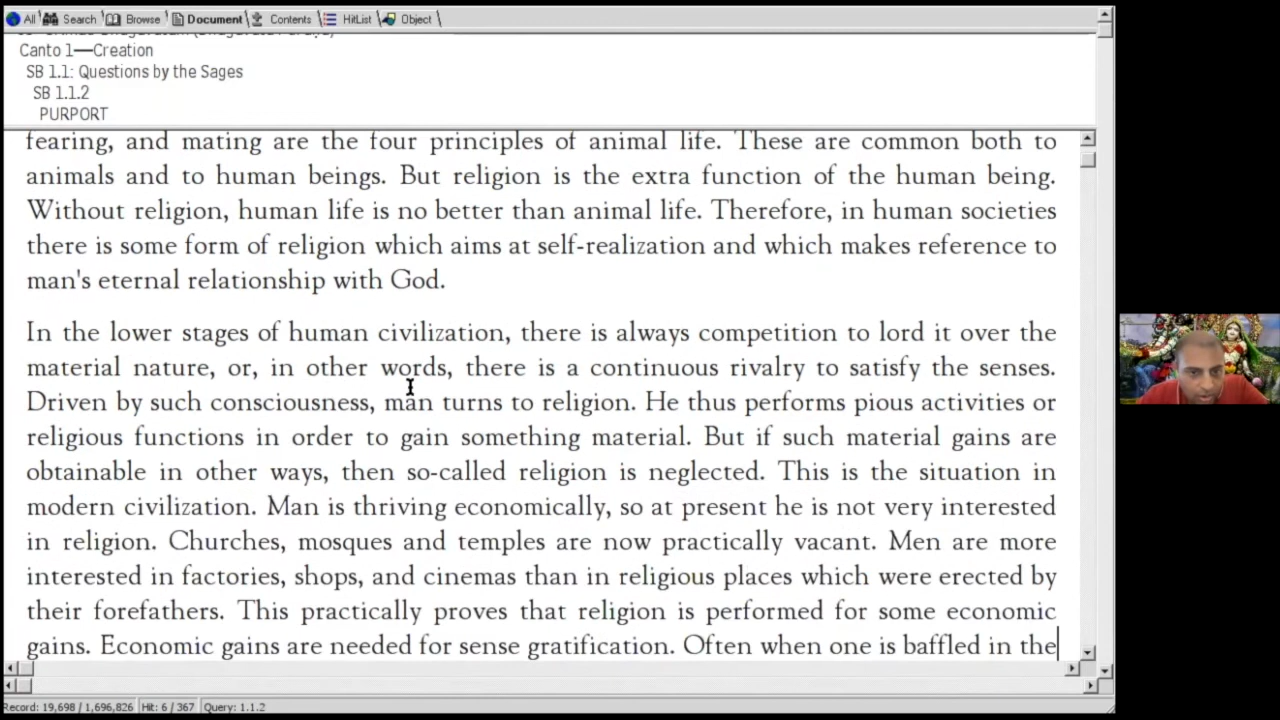 All Search Browse Document Contents HitList Object
Canto 1—Creation
SB 1.1: Questions by the Sages
SB 1.1.2
PURPORT
fearing, and mating are the four principles of animal life. These are common both to
animals and to human beings. But religion is the extra function of the human being.
Without religion, human life is no better than animal life. Therefore, in human societies
there is some form of religion which aims at self-realization and which makes reference to
man's eternal relationship with God.
In the lower stages of human civilization, there is always competition to lord it over the
material nature, or, in other words, there is a continuous rivalry to satisfy the senses.
Driven by such consciousness, man turns to religion. He thus performs pious activities or
religious functions in order to gain something material. But if such material gains are
obtainable in other ways, then so-called religion is neglected. This is the situation in
modern civilization. Man is thriving economically, so at present he is not very interested
in religion. Churches, mosques and temples are now practically vacant. Men are more
interested in factories, shops, and cinemas than in religious places which were erected by
their forefathers. This practically proves that religion is performed for some economic
gains. Economic gains are needed for sense gratification. Often when one is baffled in the
Record: 19,698 / 1,696,826 Hit: 6 / 367 Query: 1.1.2